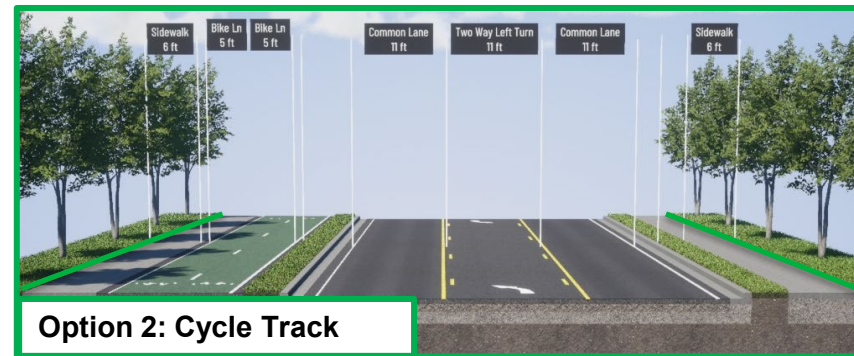 Sidewalk
6 ft
Bike Ln
5 ft
Bike Ln
5 ft
Common Lane
11 ft
Two Way Left Turn
11 ft
Common Lane
11 ft
Sidewalk
6 ft
Option 2: Cycle Track